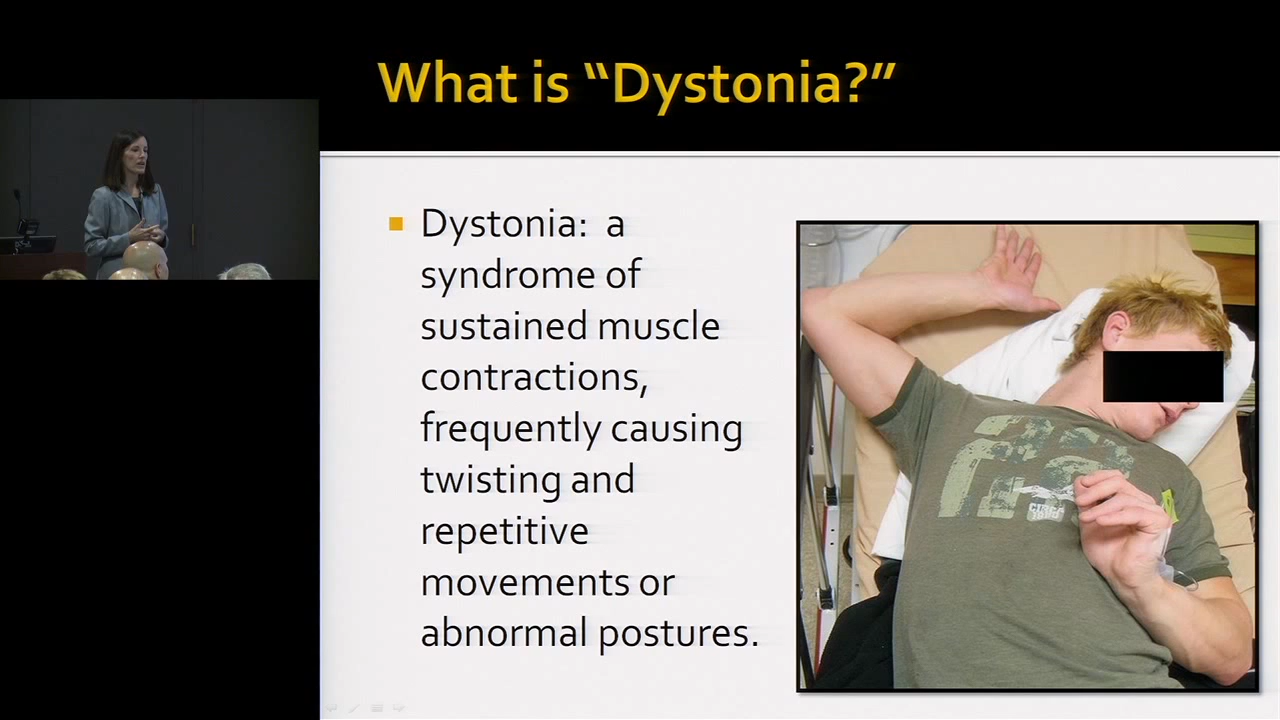 What is “Dystonia?”
Dystonia:  a
syndrome of
sustained muscle
contractions,
frequently causing
twisting and
repetitive
movements or
abnormal postures.